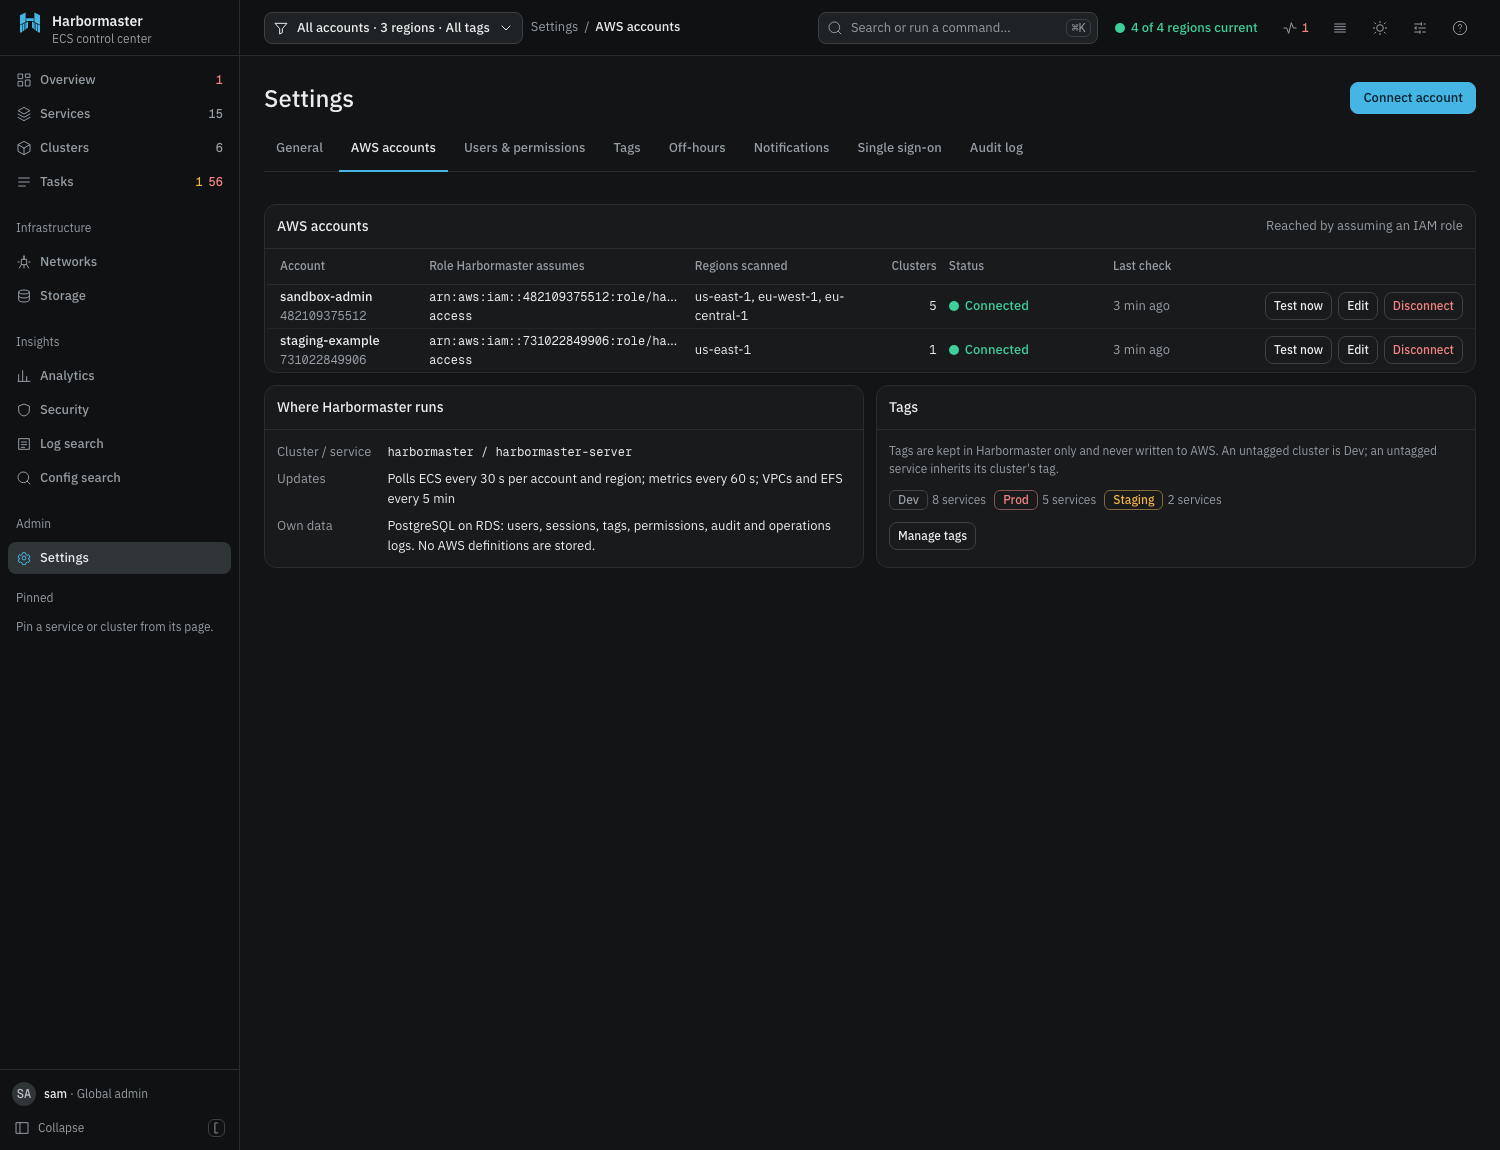 Harbormaster
ECS control center
All accounts · 3 regions · All tags
Settings / AWS accounts
Search or run a command...
⌘K
4 of 4 regions current
1
Overview 1
Services 15
Clusters 6
Tasks 1 56
Infrastructure
Networks
Storage
Insights
Analytics
Security
Log search
Config search
Admin
Settings
Pinned
Pin a service or cluster from its page.
SA sam · Global admin
Collapse [
Settings
Connect account
General AWS accounts Users & permissions Tags Off-hours Notifications Single sign-on Audit log
AWS accounts
Reached by assuming an IAM role
Account Role Harbormaster assumes Regions scanned Clusters Status Last check
sandbox-admin
482109375512
arn:aws:iam::482109375512:role/ha...
access
us-east-1, eu-west-1, eu-
central-1
5 Connected 3 min ago Test now Edit Disconnect
staging-example
731022849906
arn:aws:iam::731022849906:role/ha...
access
us-east-1 1 Connected 3 min ago Test now Edit Disconnect
Where Harbormaster runs
Cluster / service harbormaster / harbormaster-server
Updates Polls ECS every 30 s per account and region; metrics every 60 s; VPCs and EFS
every 5 min
Own data PostgreSQL on RDS: users, sessions, tags, permissions, audit and operations
logs. No AWS definitions are stored.
Tags
Tags are kept in Harbormaster only and never written to AWS. An untagged cluster is Dev; an untagged
service inherits its cluster's tag.
Dev 8 services Prod 5 services Staging 2 services
Manage tags